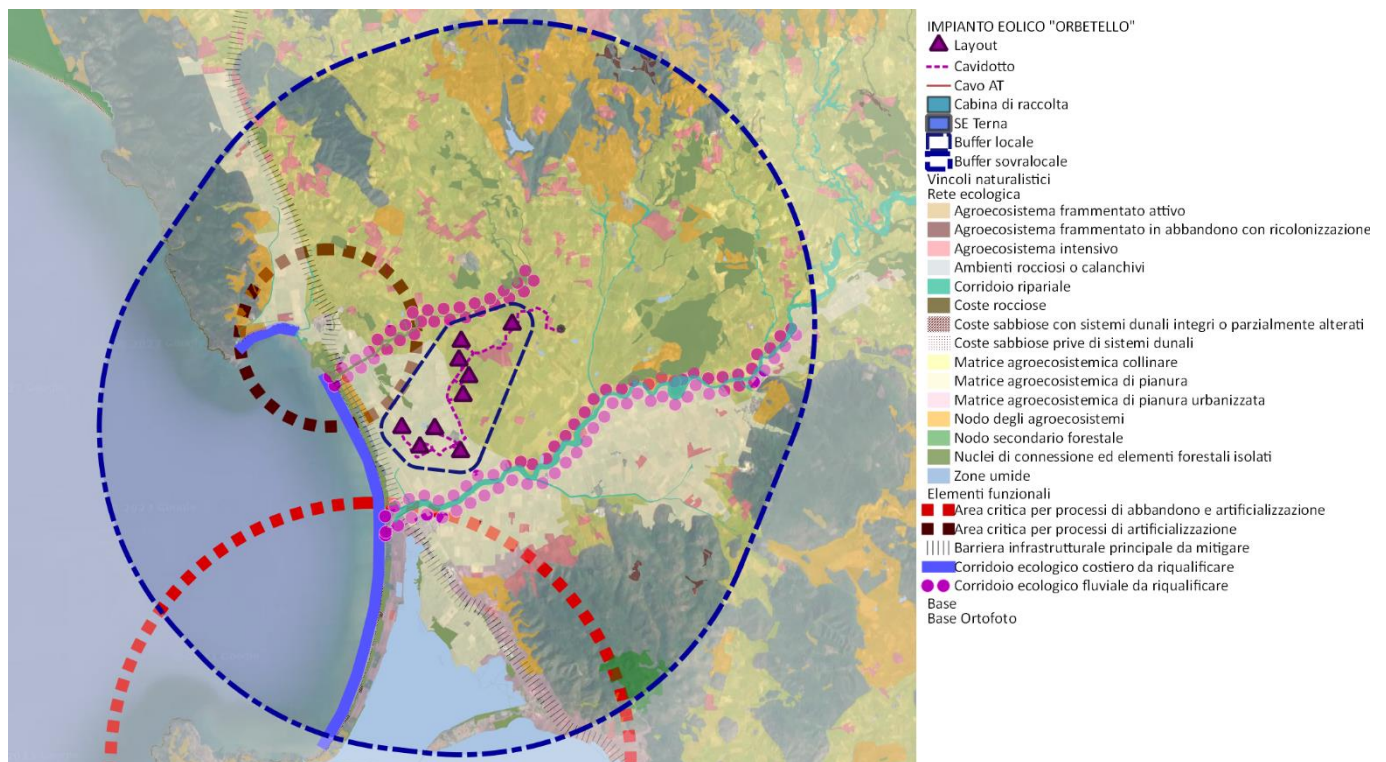 IMPIANTO EOLICO "ORBETELLO"
Layout
Cavidotto
Cavo AT
Cabina di raccolta
SE Terna
Buffer locale
Buffer sovralocale
Vincoli naturalistici
Rete ecologica
Agroecosistema frammentato attivo
Agroecosistema frammentato in abbandono con ricolonizzazione
Agroecosistema intensivo
Ambienti rocciosi o calanchivi
Corridoio ripariale
Coste rocciose
Coste sabbiose con sistemi dunali integri o parzialmente alterati
Coste sabbiose prive di sistemi dunali
Matrice agroecosistemica collinare
Matrice agroecosistemica di pianura
Matrice agroecosistemica di pianura urbanizzata
Nodo degli agroecosistemi
Nodo secondario forestale
Nuclei di connessione ed elementi forestali isolati
Zone umide
Elementi funzionali
Area critica per processi di abbandono e artificializzazione
Area critica per processi di artificializzazione
Barriera infrastrutturale principale da mitigare
Corridoio ecologico costiero da riqualificare
Corridoio ecologico fluviale da riqualificare
Base
Base Ortofoto